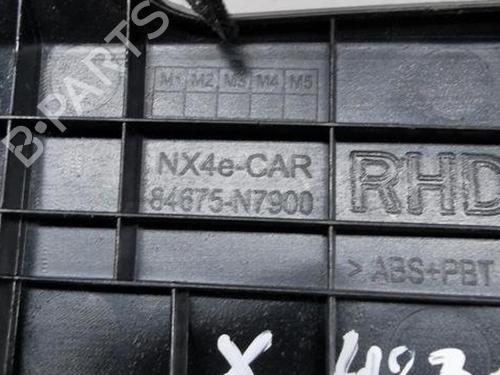 M1 M2 M3 M4 M5
B-PARTS
NX4e-CAR
84675-N7900
RHD
> ABS+PBT
X